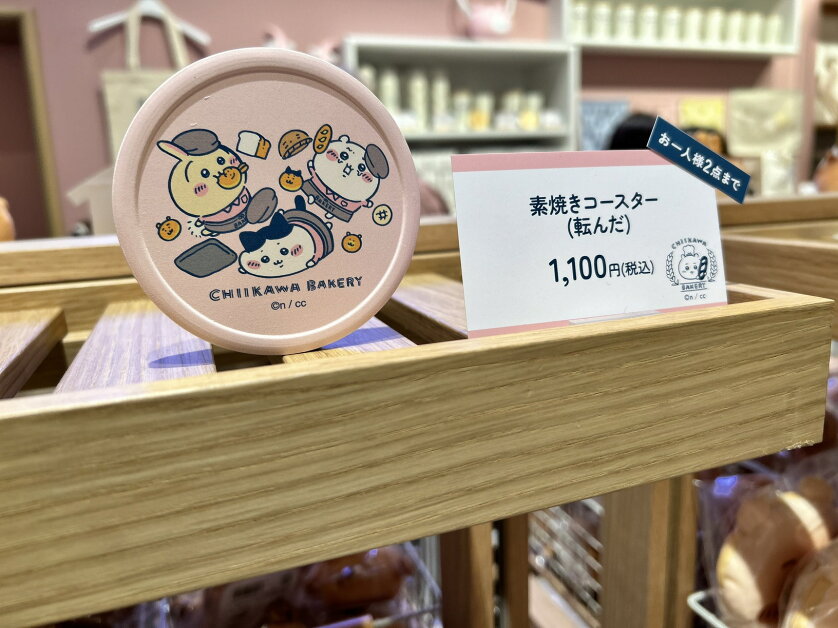 CHIIKAWA BAKERY
©n / cc
お一人様2点まで
素焼きコースター
(転んだ)
1,100円(税込)
CHIIKAWA
BAKERY
©n / cc